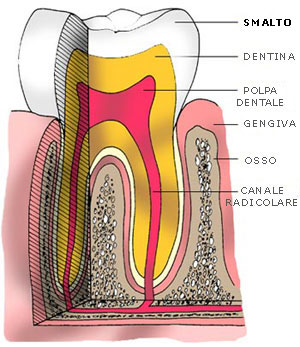 SMALTO
DENTINA
POLPA
DENTALE
GENGIVA
OSSO
CANALE
RADICOLARE